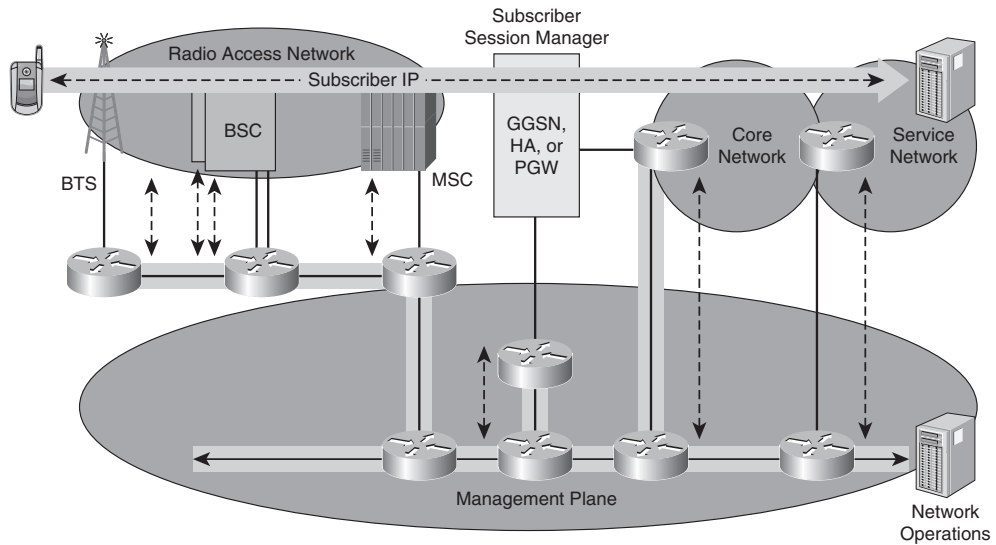 Subscriber
Session Manager
Radio Access Network
Subscriber IP
BSC
GGSN,
HA, or
PGW
Core
Network
Service
Network
BTS
MSC
Management Plane
Network
Operations